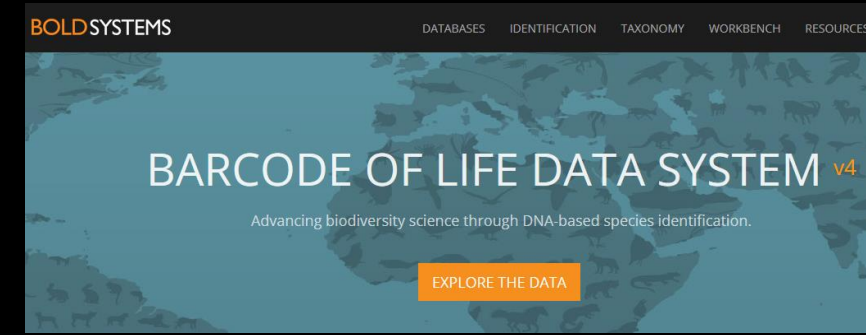 BOLDSYSTEMS DATABASES IDENTIFICATION TAXONOMY WORKBENCH RESOURCES
BARCODE OF LIFE DATA SYSTEM v4
Advancing biodiversity science through DNA-based species identification.
EXPLORE THE DATA